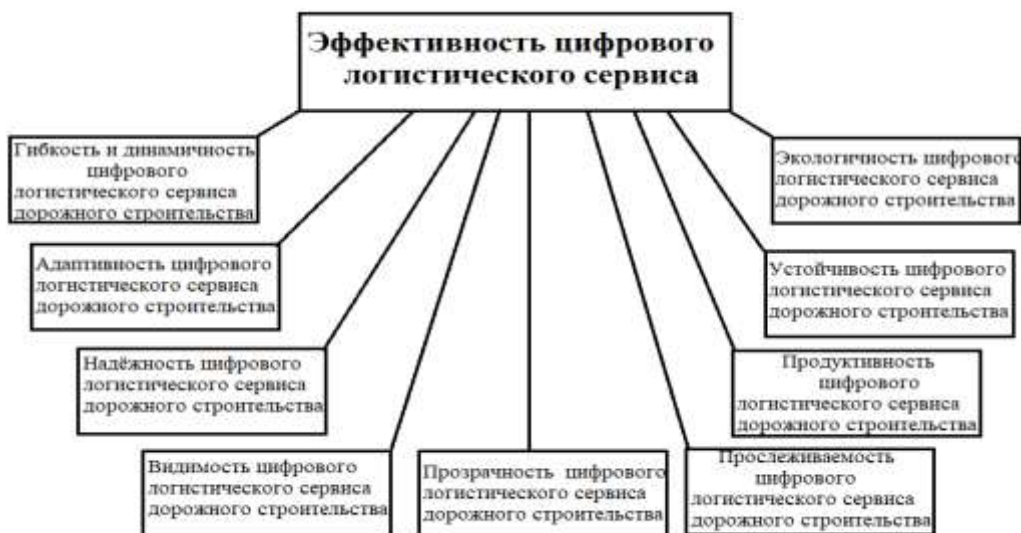 Эффективность цифрового
логистического сервиса
Гибкость и динамичность
цифрового
логистического сервиса
дорожного строительства
Экологичность цифрового
логистического сервиса
дорожного строительства
Адаптивность цифрового
логистического сервиса
дорожного строительства
Устойчивость цифрового
логистического сервиса
дорожного строительства
Надёжность цифрового
логистического сервиса
дорожного строительства
Продуктивность
цифрового
логистического сервиса
дорожного строительства
Видимость цифрового
логистического сервиса
дорожного строительства
Прозрачность цифрового
логистического сервиса
дорожного строительства
Прослеживаемость
цифрового
логистического сервиса
дорожного строительства